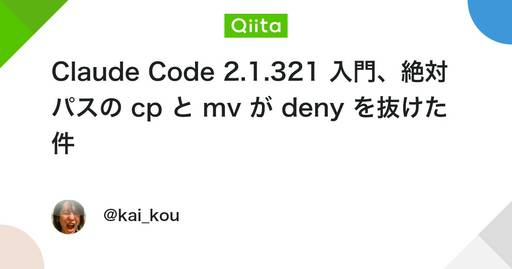 Qiita
Claude Code 2.1.321 入門、絶対
パスの cp と mv が deny を抜けた
件
@kai_kou